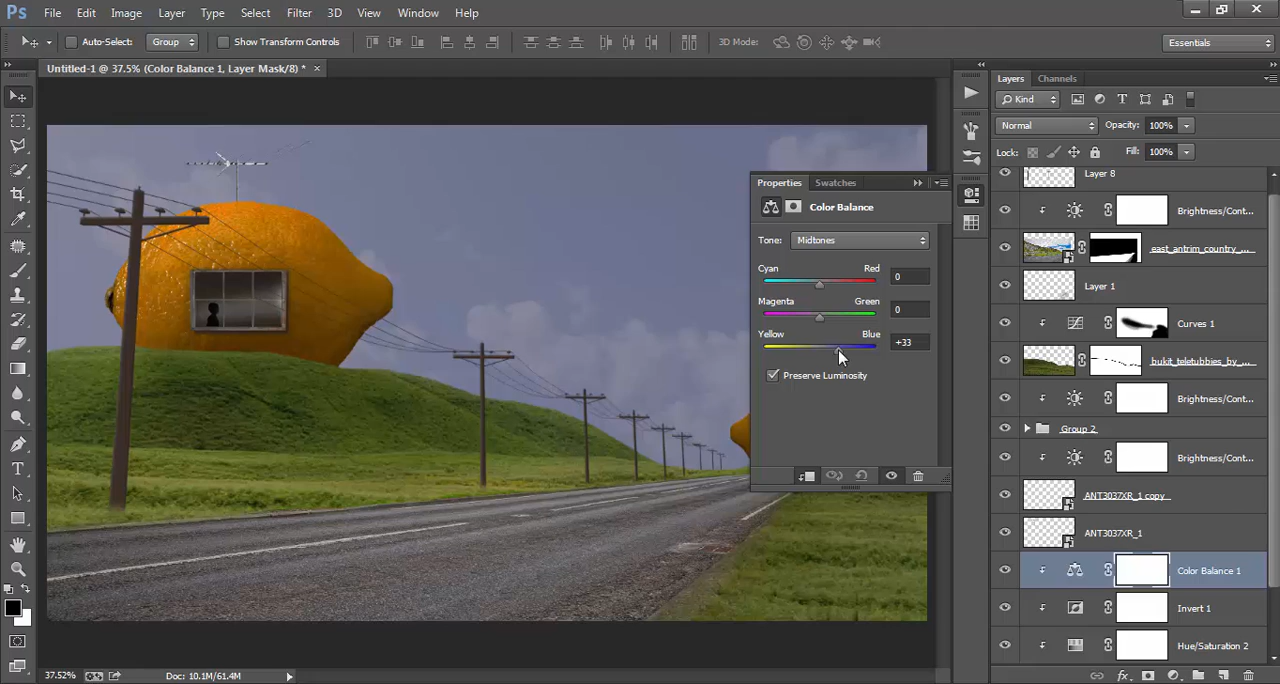 Ps File Edit Image Layer Type Select Filter 3D View Window Help
Auto-Select: Group Show Transform Controls 3D Mode: Essentials
Untitled-1 @ 37.5% (Color Balance 1, Layer Mask/8) * ×
Layers Channels
Kind
Normal Opacity: 100%
Lock: Fill: 100%
Layer 8
Brightness/Cont...
east_antrim_country_...
Layer 1
Curves 1
bukit_teletubbies_by_...
Brightness/Cont...
Group 2
Brightness/Cont...
ANT3037XR_1 copy
ANT3037XR_1
Color Balance 1
Invert 1
Hue/Saturation 2
Properties Swatches
Color Balance
Tone: Midtones
Cyan Red 0
Magenta Green 0
Yellow Blue +33
Preserve Luminosity
37.52% Doc: 10.1M/61.4M